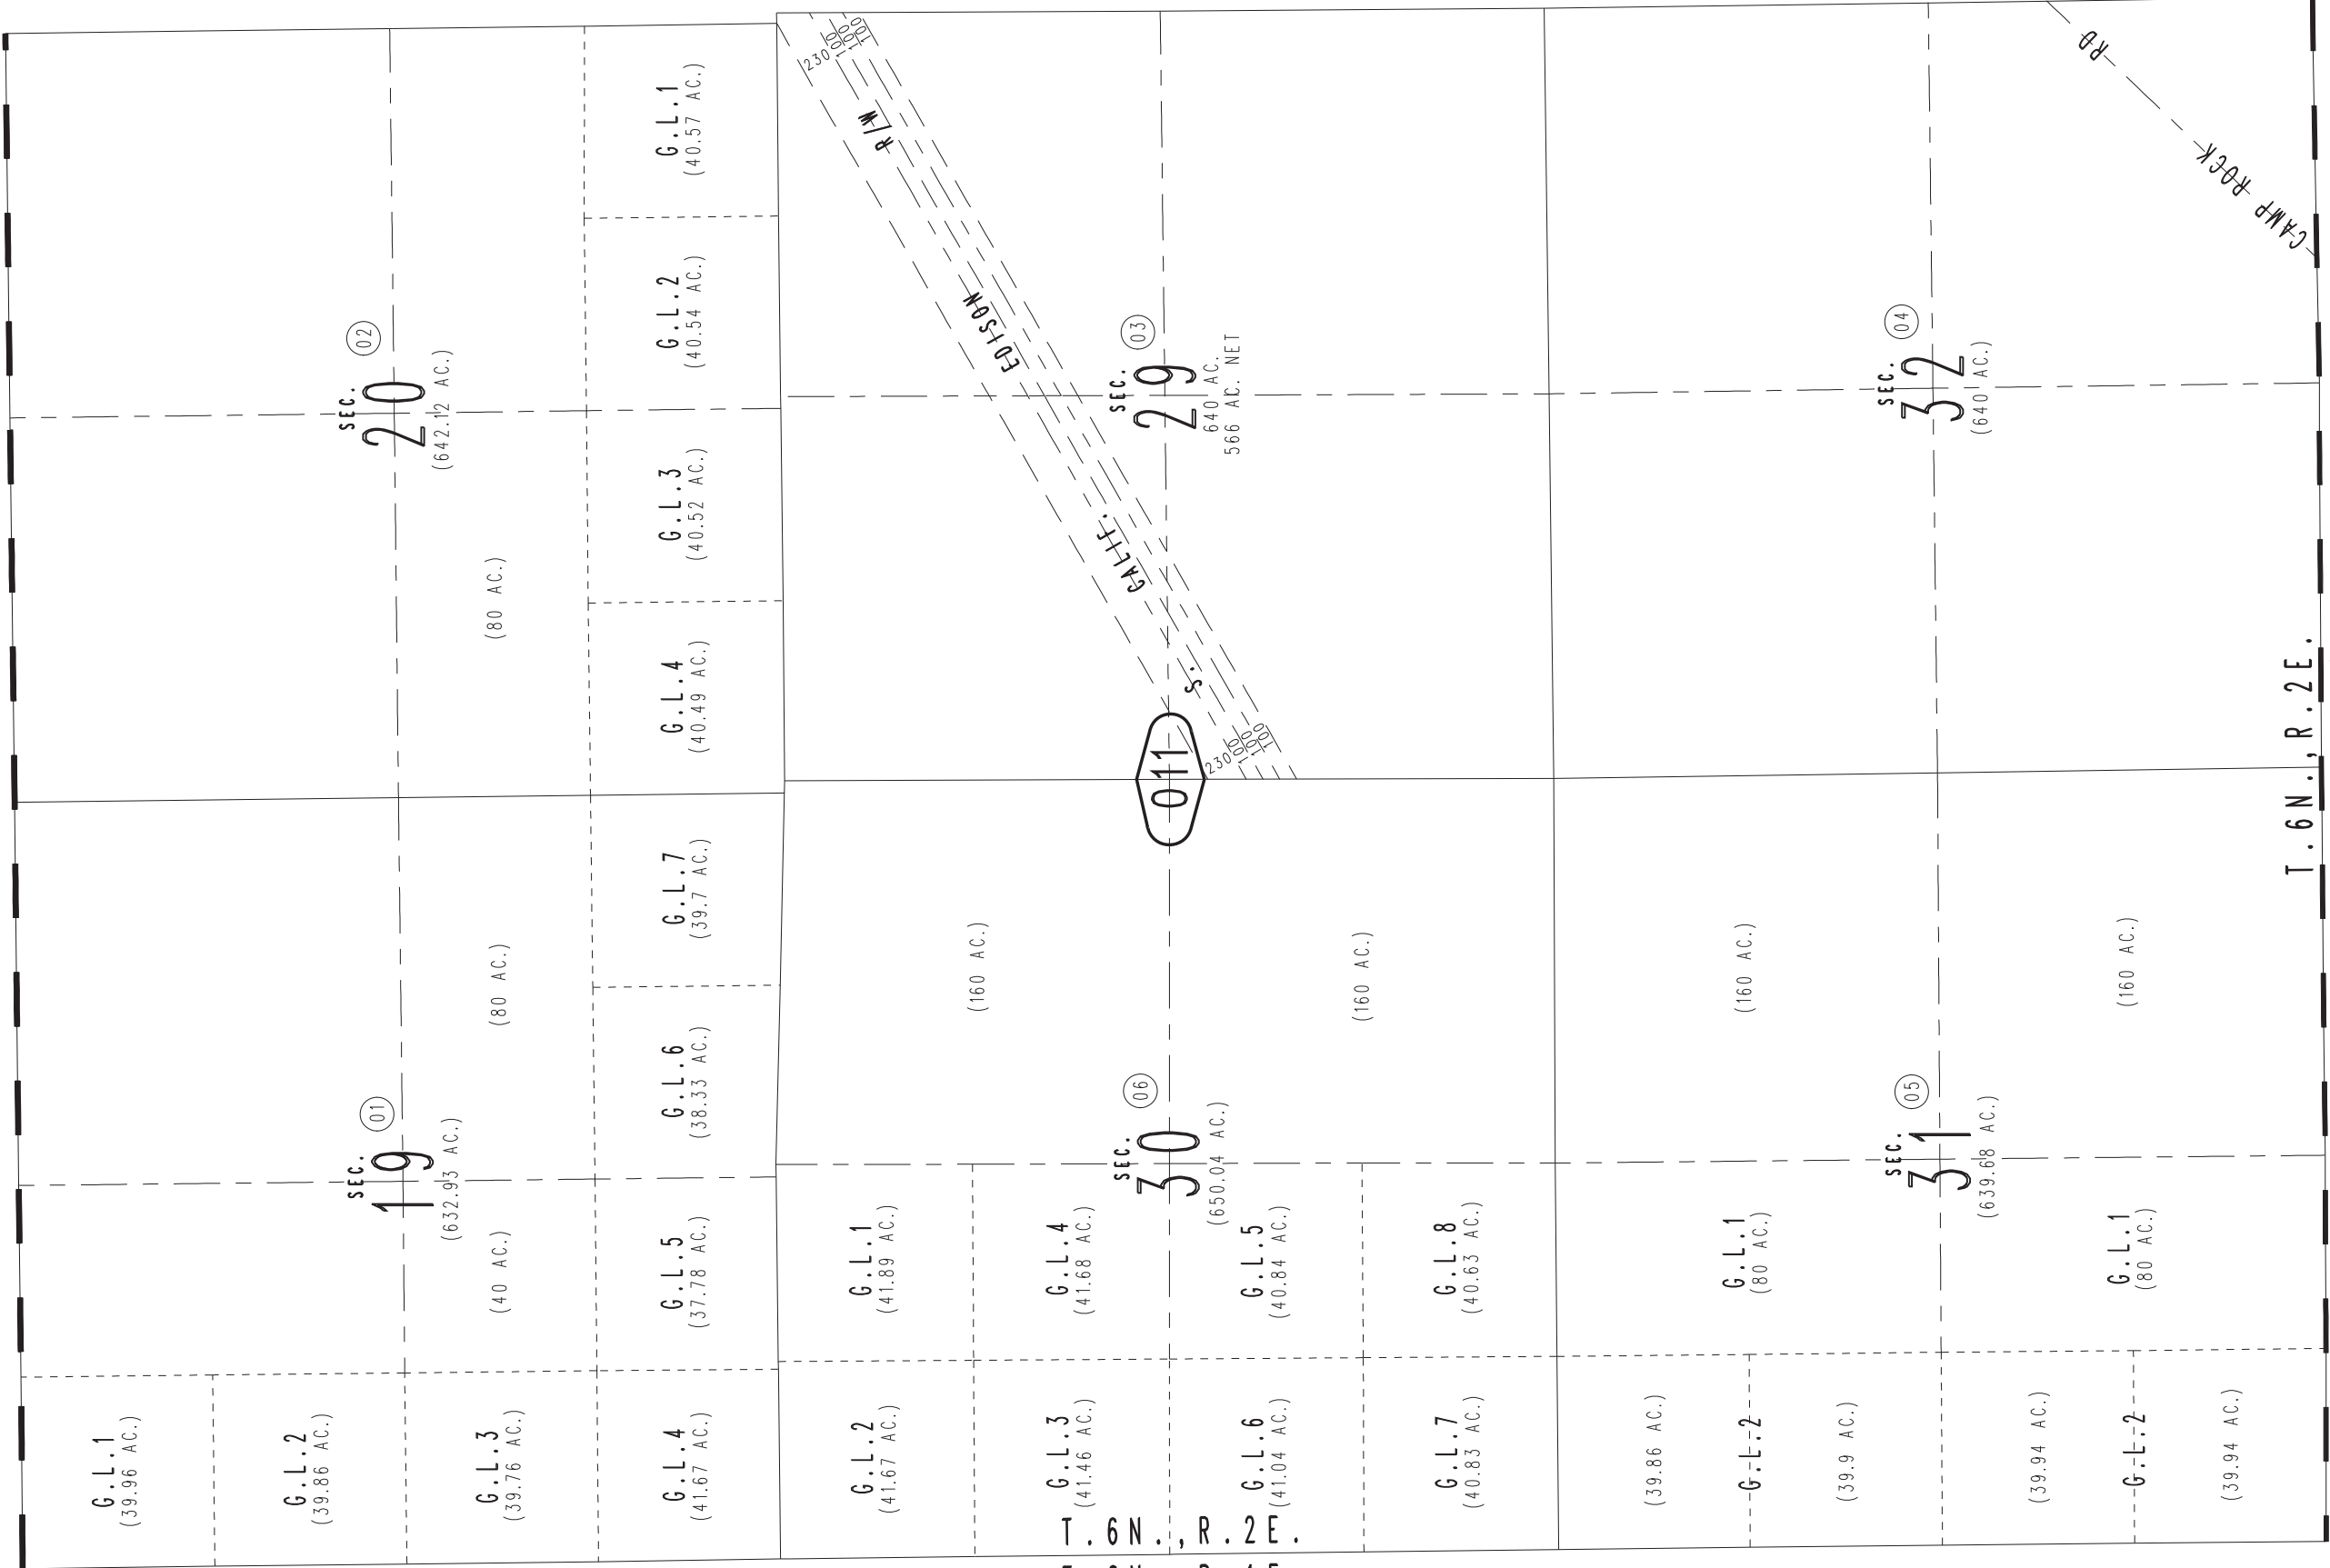 G.L.1
(39.96 AC.)
G.L.2
(39.86 AC.)
G.L.3
(39.76 AC.)
G.L.4
(41.67 AC.)
SEC.
19
01
(632.93 AC.)
(40 AC.)
(80 AC.)
G.L.5
(37.78 AC.)
G.L.6
(38.33 AC.)
G.L.7
(39.7 AC.)
SEC.
20
02
(642.12 AC.)
(80 AC.)
G.L.4
(40.49 AC.)
G.L.3
(40.52 AC.)
G.L.2
(40.54 AC.)
G.L.1
(40.57 AC.)
G.L.2
(41.67 AC.)
G.L.1
(41.89 AC.)
G.L.3
(41.46 AC.)
G.L.4
(41.68 AC.)
G.L.6
(41.04 AC.)
G.L.5
(40.84 AC.)
G.L.7
(40.83 AC.)
G.L.8
(40.63 AC.)
SEC.
30
06
(650.04 AC.)
(160 AC.)
(160 AC.)
011
SEC.
29
03
640 AC.
566 AC. NET
S. CALIF. EDISON R/W
230
100
100
100
230
100
100
100
(39.86 AC.)
G.L.2
(39.9 AC.)
(39.94 AC.)
G.L.2
(39.94 AC.)
G.L.1
(80 AC.)
G.L.1
(80 AC.)
SEC.
31
05
(639.68 AC.)
(160 AC.)
(160 AC.)
SEC.
32
04
(640 AC.)
CAMP ROCK RD
T.6N.,R.2E.
T.6N.,R.2E.